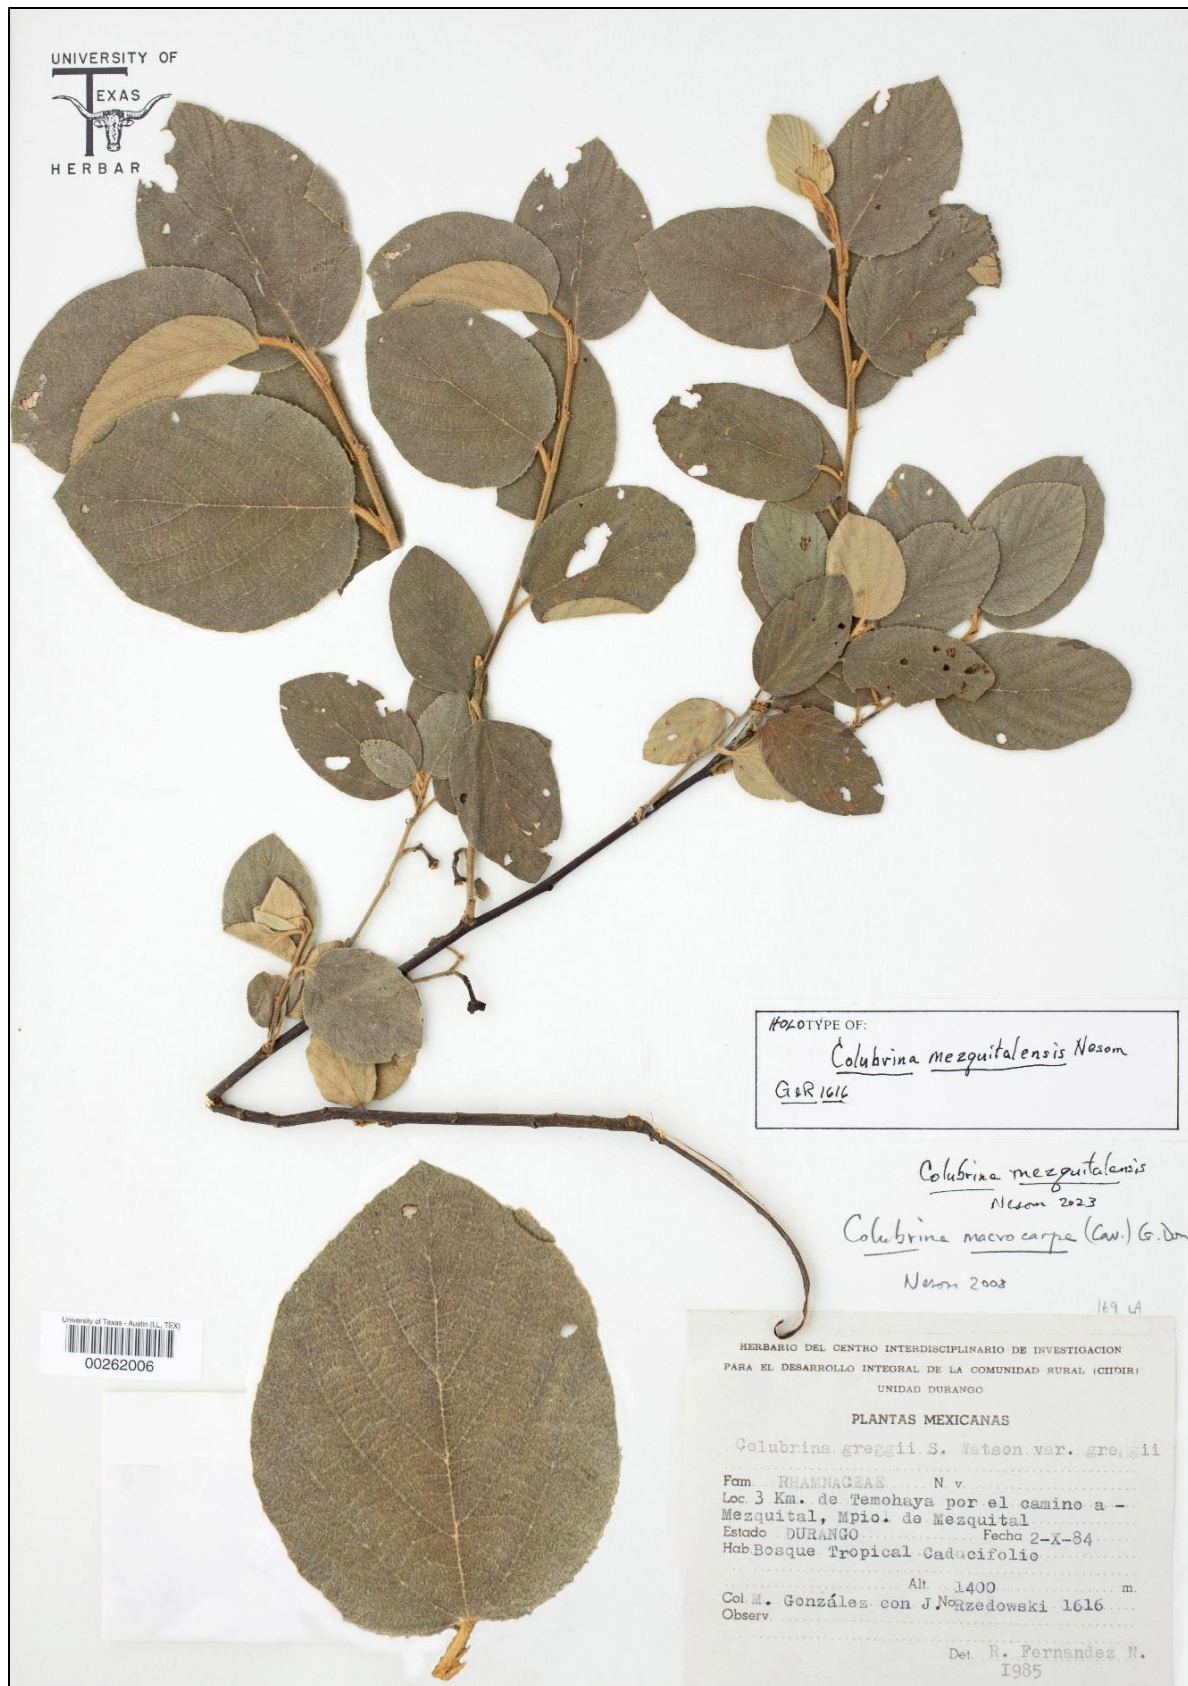 UNIVERSITY OF
TEXAS
HERBAR
HOLOTYPE OF:
Colubrina mezquitalensis Nesom
G&R 1616
Colubrina mezquitalensis
Nesom 2023
Colubrina macrocarpa (Cav.) G. Don
Nesom 2008
169 LA
University of Texas - Austin (LL, TEX)
00262006
HERBARIO DEL CENTRO INTERDISCIPLINARIO DE INVESTIGACION
PARA EL DESARROLLO INTEGRAL DE LA COMUNIDAD RURAL (CIIDIR)
UNIDAD DURANGO
PLANTAS MEXICANAS
Colubrina greggii S. Watson var. greggii
Fam. RHAMNACEAE N. v.
Loc. 3 Km. de Temohaya por el camino a -
Mezquital, Mpio. de Mezquital
Estado DURANGO Fecha 2-X-84
Hab. Bosque Tropical Caducifolio
Alt. 1400 m.
Col. M. González con J. No Rzedowski 1616
Observ.
Det. R. Fernandez N.
1985